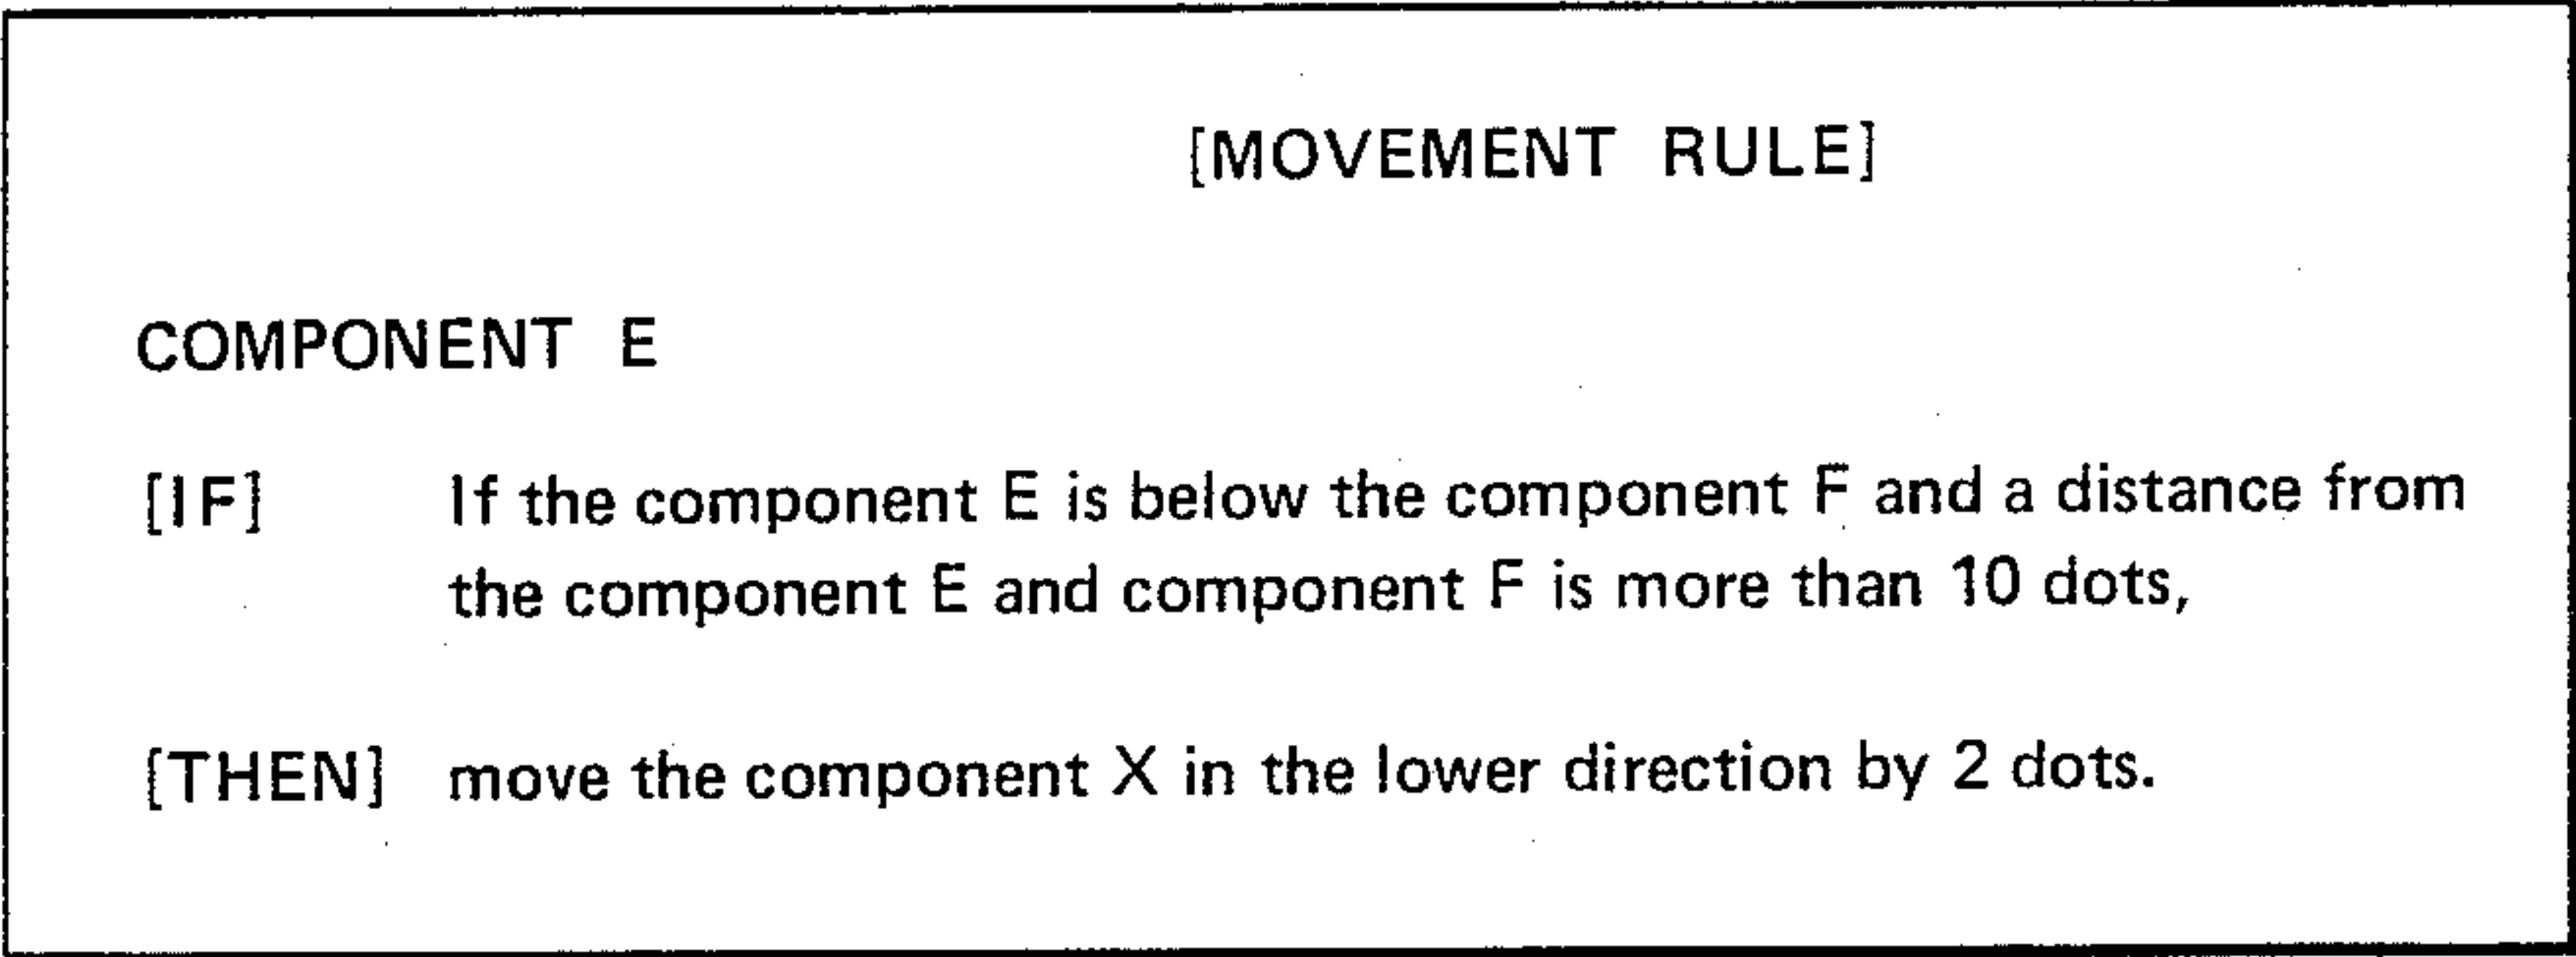 [MOVEMENT RULE]
COMPONENT E
[IF] If the component E is below the component F and a distance from
the component E and component F is more than 10 dots,
[THEN] move the component X in the lower direction by 2 dots.